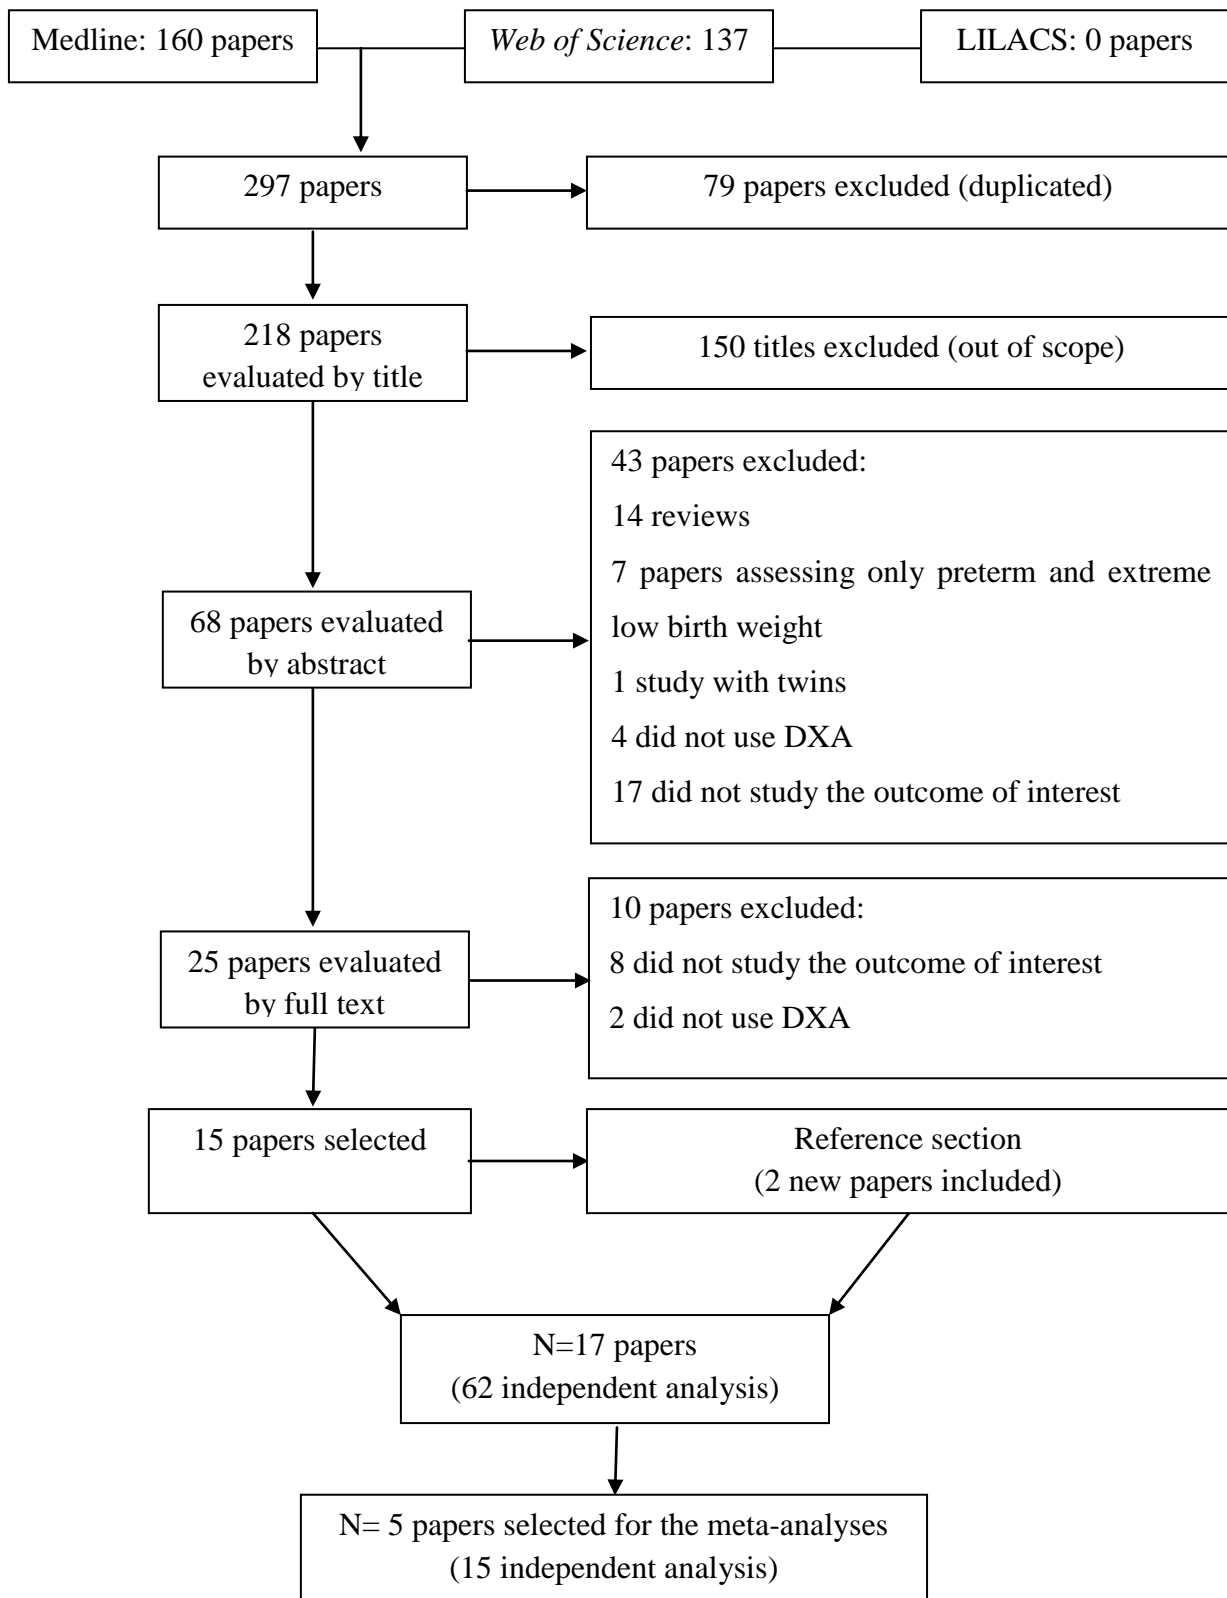 Medline: 160 papers
Web of Science: 137
LILACS: 0 papers
297 papers
79 papers excluded (duplicated)
218 papers
evaluated by title
150 titles excluded (out of scope)
43 papers excluded:
14 reviews
7 papers assessing only preterm and extreme
low birth weight
1 study with twins
4 did not use DXA
17 did not study the outcome of interest
68 papers evaluated
by abstract
10 papers excluded:
8 did not study the outcome of interest
2 did not use DXA
25 papers evaluated
by full text
15 papers selected
Reference section
(2 new papers included)
N=17 papers
(62 independent analysis)
N= 5 papers selected for the meta-analyses
(15 independent analysis)